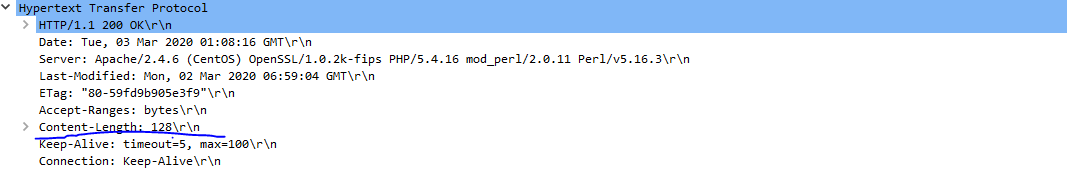 Hypertext Transfer Protocol
HTTP/1.1 200 OK\r\n
Date: Tue, 03 Mar 2020 01:08:16 GMT\r\n
Server: Apache/2.4.6 (CentOS) OpenSSL/1.0.2k-fips PHP/5.4.16 mod_perl/2.0.11 Perl/v5.16.3\r\n
Last-Modified: Mon, 02 Mar 2020 06:59:04 GMT\r\n
ETag: "80-59fd9b905e3f9"\r\n
Accept-Ranges: bytes\r\n
Content-Length: 128\r\n
Keep-Alive: timeout=5, max=100\r\n
Connection: Keep-Alive\r\n